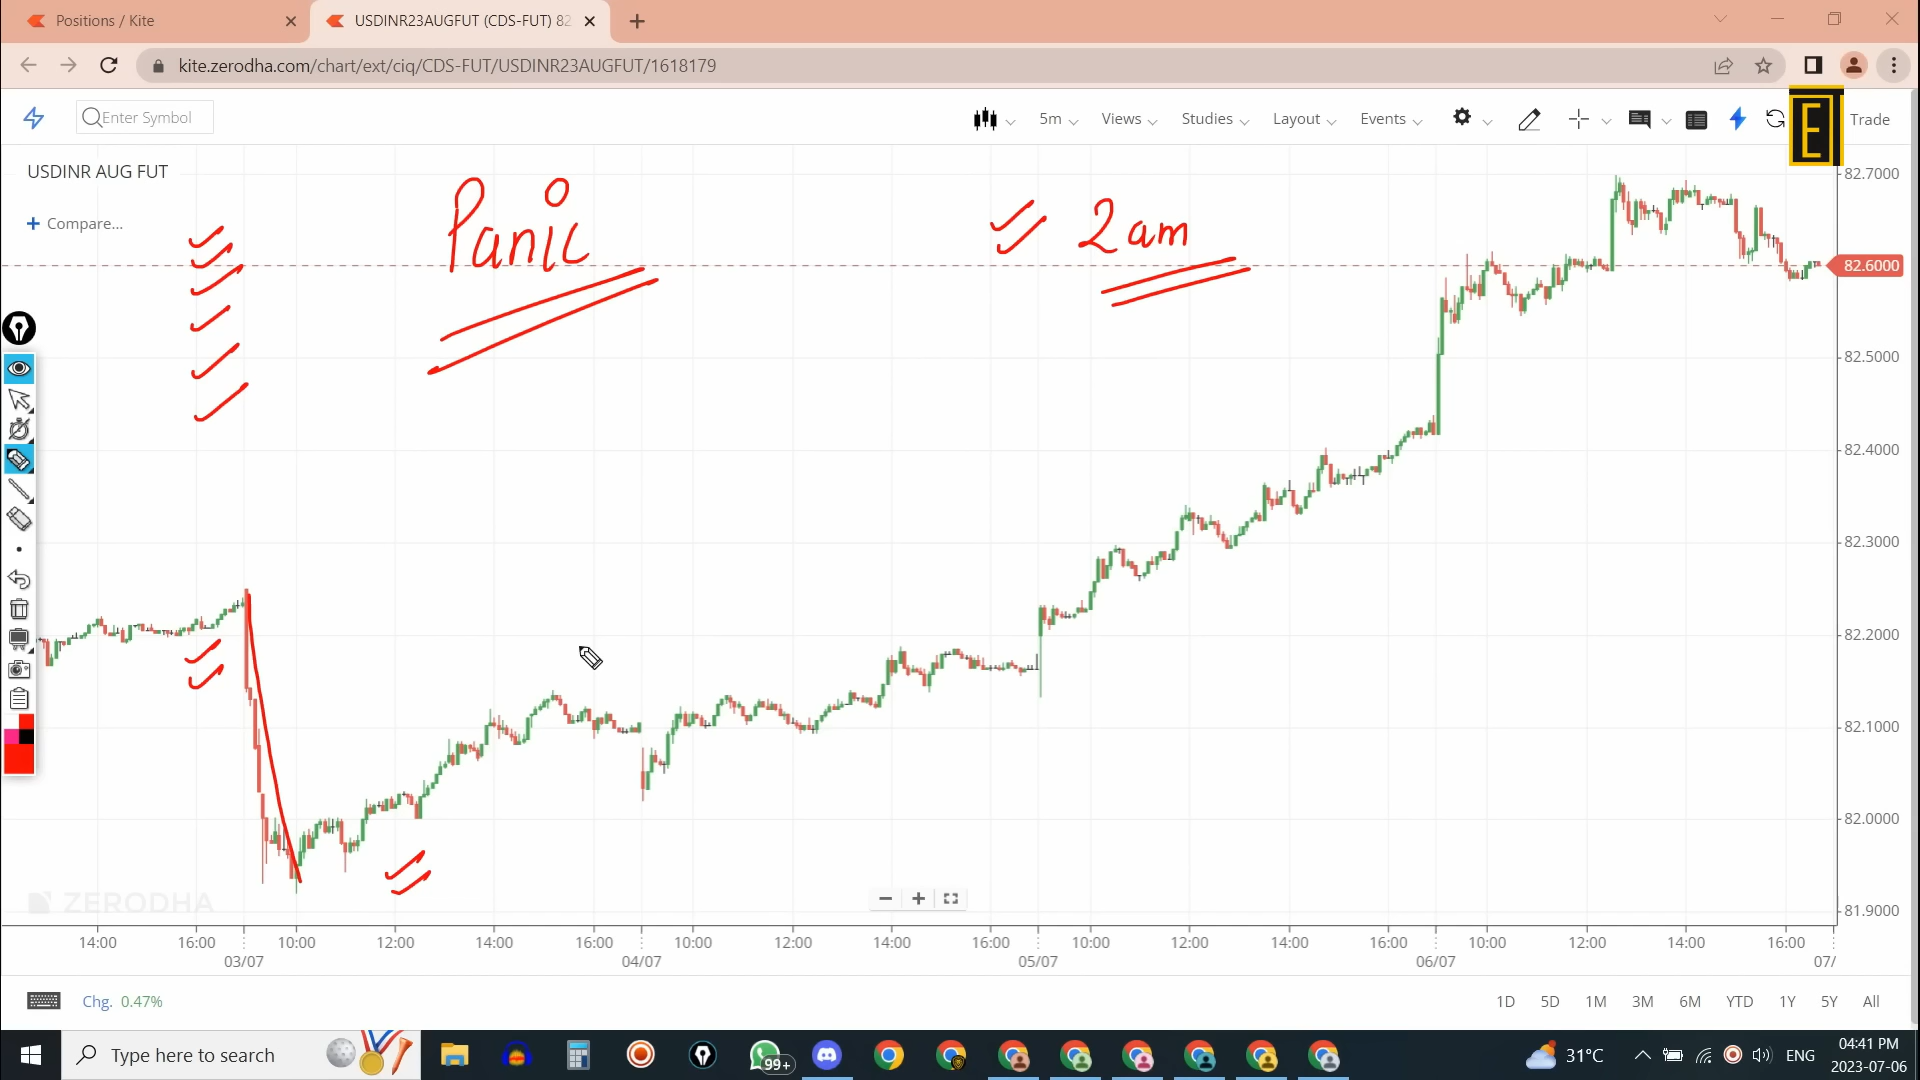 Positions / Kite
USDINR23AUGFUT (CDS-FUT) 82
kite.zerodha.com/chart/ext/ciq/CDS-FUT/USDINR23AUGFUT/1618179
Enter Symbol
5m
Views
Studies
Layout
Events
E
Trade
USDINR AUG FUT
Compare...
Panic
2 am
82.7000
82.6000
82.5000
82.4000
82.3000
82.2000
82.1000
82.0000
81.9000
ZERODHA
14:00 16:00 10:00 12:00 14:00 16:00 10:00 12:00 14:00 16:00 10:00 12:00 14:00 16:00 10:00 12:00 14:00 16:00
03/07 04/07 05/07 06/07 07/
Chg. 0.47%
1D 5D 1M 3M 6M YTD 1Y 5Y All
Type here to search
99+
31°C
ENG
04:41 PM
2023-07-06